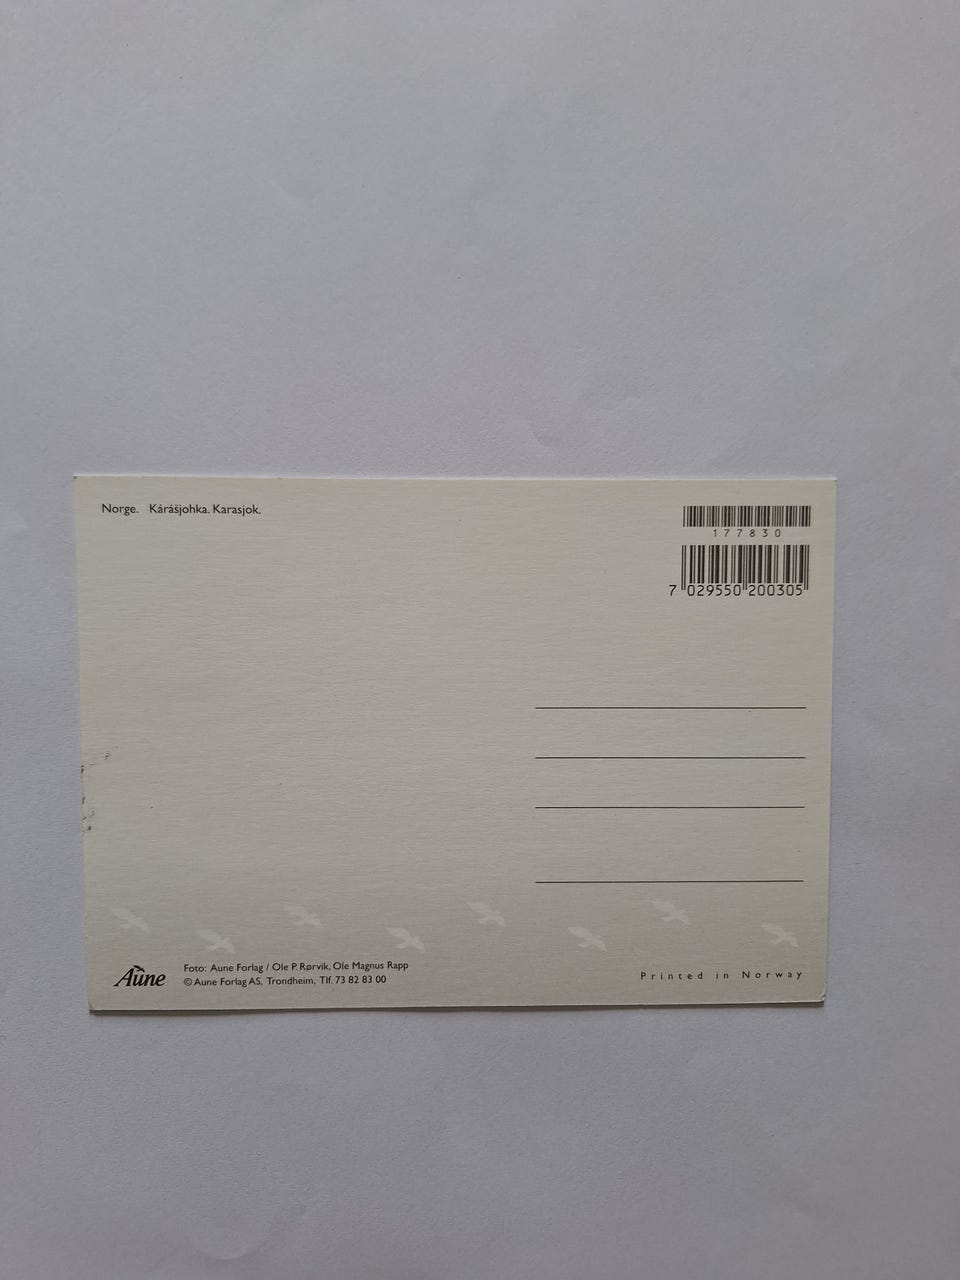 Norge. Kárášjohka. Karasjok.
177830
7 029550 200305
Aune
Foto: Aune Forlag / Ole P. Rørvik, Ole Magnus Rapp
© Aune Forlag AS, Trondheim, Tlf. 73 82 83 00
Printed in Norway